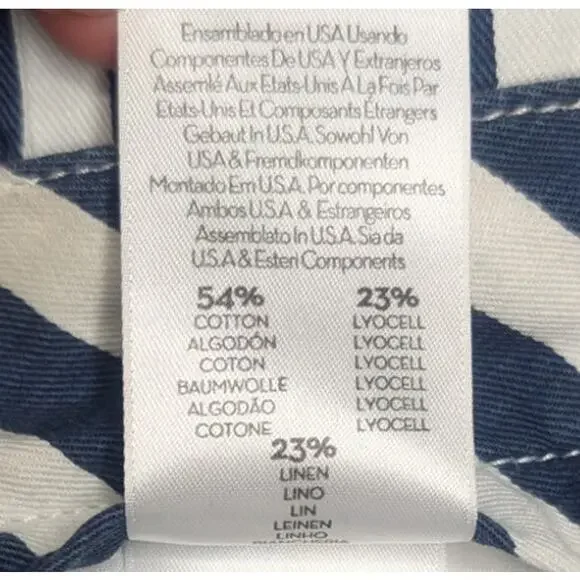 Ensamblado en USA Usando
Componentes De USA Y Extranjeros
Assemlé Aux Etats-Unis À La Fois Par
Etats-Unis Et Composants Étrangers
Gebaut In U.S.A. Sowohl Von
USA & Fremdkomponenten
Montado Em U.S.A. Por componentes
Ambos U.S.A & Estrangeiros
Assemblato In U.S.A. Sia da
U.S.A & Esteri Components
54% 23%
COTTON LYOCELL
ALGODÓN LYOCELL
COTON LYOCELL
BAUMWOLLE LYOCELL
ALGODÃO LYOCELL
COTONE LYOCELL
23%
LINEN
LINO
LIN
LEINEN
LINHO
BIANCHERIA